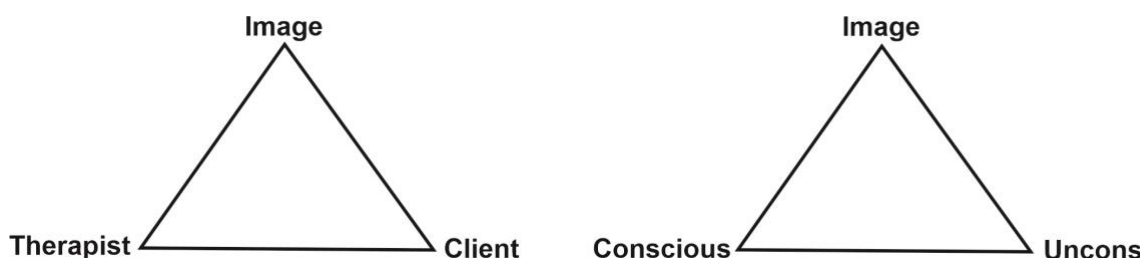 Image
Image
Therapist
Client
Conscious
Uncons